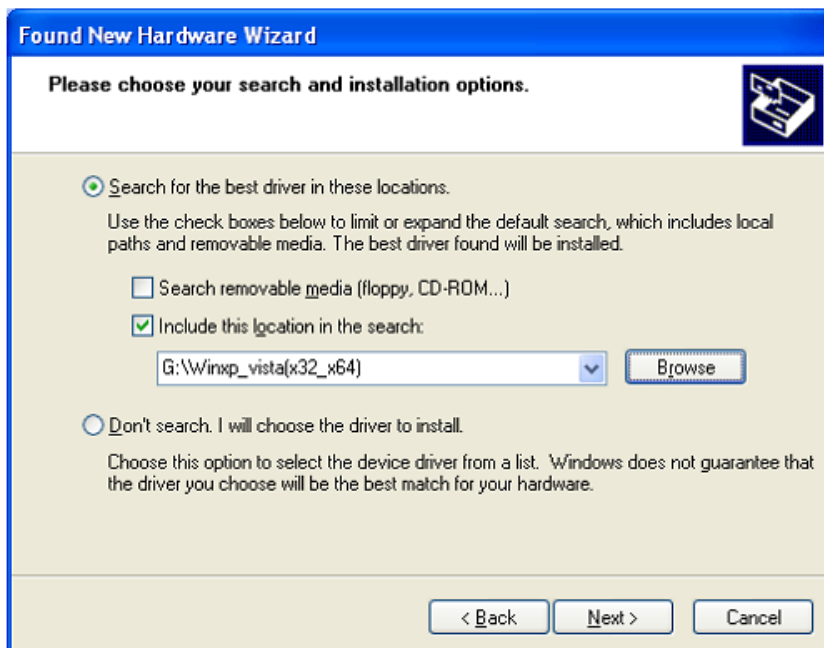 Found New Hardware Wizard
Please choose your search and installation options.
Search for the best driver in these locations.
Use the check boxes below to limit or expand the default search, which includes local
paths and removable media. The best driver found will be installed.
Search removable media (floppy, CD-ROM...)
Include this location in the search:
G:\Winxp_vista(x32_x64)
Browse
Don't search. I will choose the driver to install.
Choose this option to select the device driver from a list. Windows does not guarantee that
the driver you choose will be the best match for your hardware.
< Back
Next >
Cancel